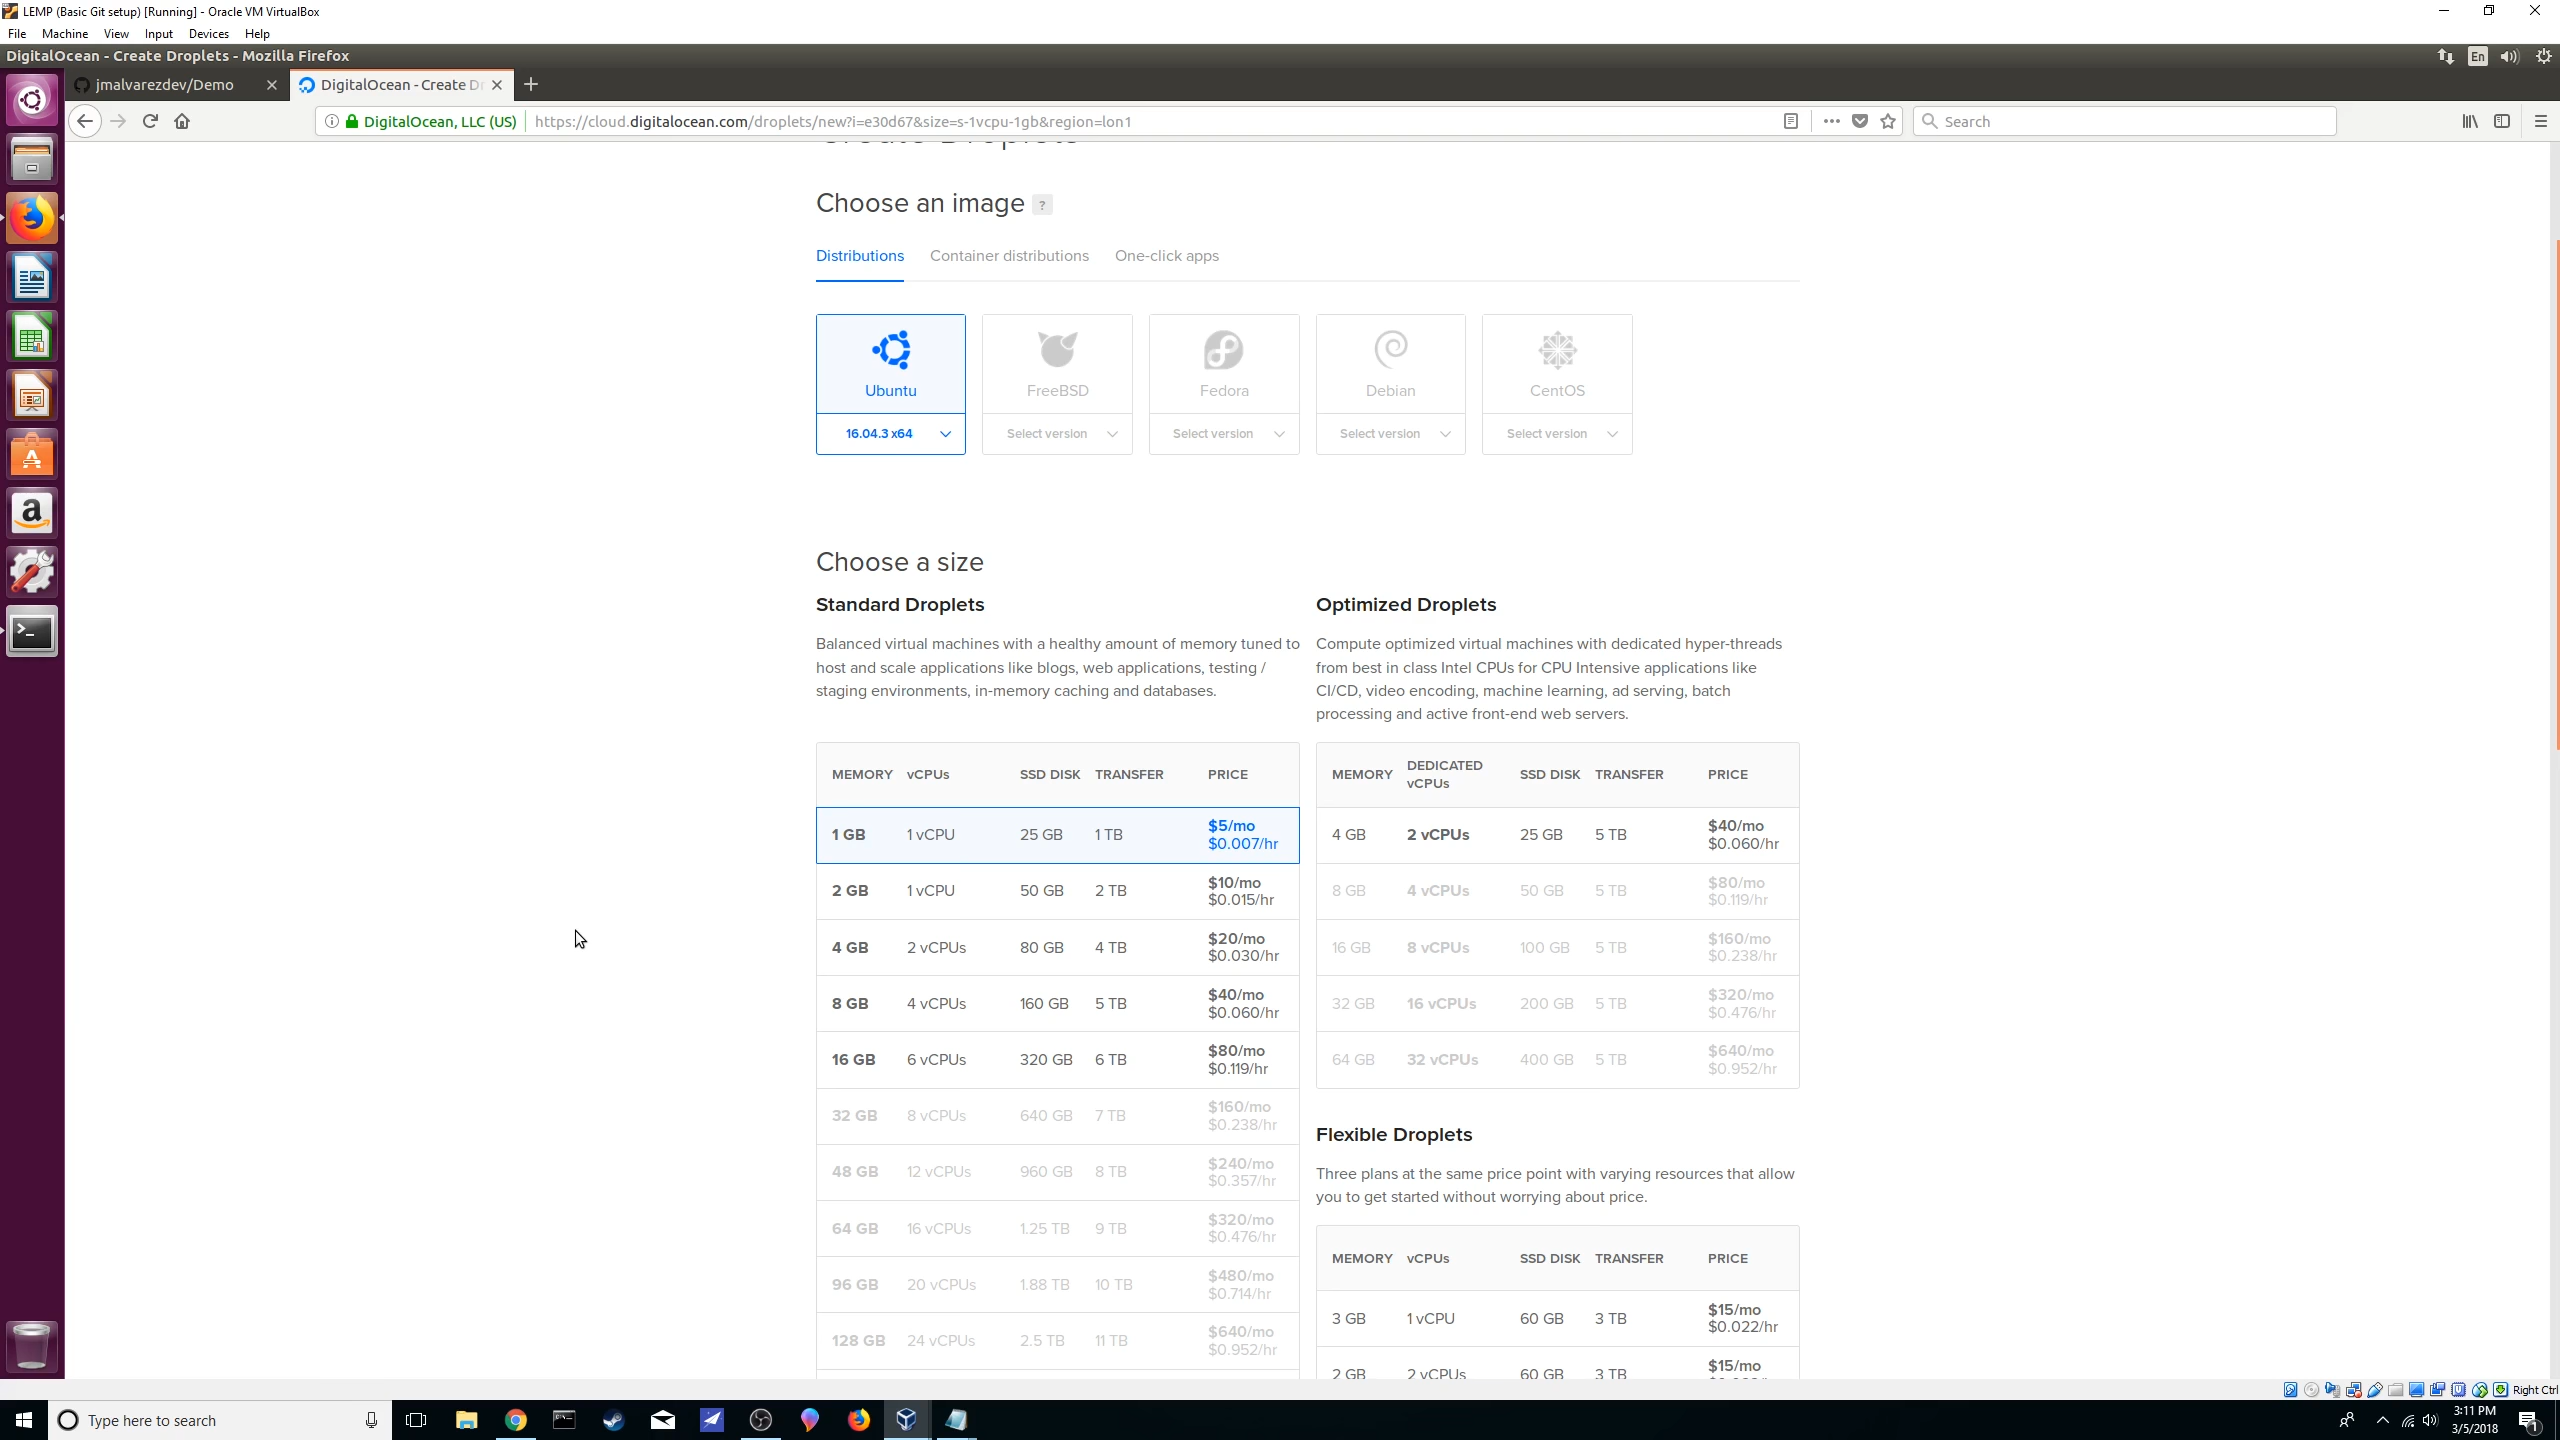 LEMP (Basic Git setup) [Running] - Oracle VM VirtualBox
File Machine View Input Devices Help
DigitalOcean - Create Droplets - Mozilla Firefox
En
jmalvarezdev/Demo
DigitalOcean - Create Dr
DigitalOcean, LLC (US)
https://cloud.digitalocean.com/droplets/new?i=e30d67&size=s-1vcpu-1gb&region=lon1
Search
Create Droplets
Choose an image ?
Distributions Container distributions One-click apps
Ubuntu FreeBSD Fedora Debian CentOS
16.04.3 x64 Select version Select version Select version Select version
Choose a size
Standard Droplets
Balanced virtual machines with a healthy amount of memory tuned to
host and scale applications like blogs, web applications, testing /
staging environments, in-memory caching and databases.
MEMORY vCPUs SSD DISK TRANSFER PRICE
1 GB 1 vCPU 25 GB 1 TB $5/mo
$0.007/hr
2 GB 1 vCPU 50 GB 2 TB $10/mo
$0.015/hr
4 GB 2 vCPUs 80 GB 4 TB $20/mo
$0.030/hr
8 GB 4 vCPUs 160 GB 5 TB $40/mo
$0.060/hr
16 GB 6 vCPUs 320 GB 6 TB $80/mo
$0.119/hr
32 GB 8 vCPUs 640 GB 7 TB $160/mo
$0.238/hr
48 GB 12 vCPUs 960 GB 8 TB $240/mo
$0.357/hr
64 GB 16 vCPUs 1.25 TB 9 TB $320/mo
$0.476/hr
96 GB 20 vCPUs 1.88 TB 10 TB $480/mo
$0.714/hr
128 GB 24 vCPUs 2.5 TB 11 TB $640/mo
$0.952/hr
Optimized Droplets
Compute optimized virtual machines with dedicated hyper-threads
from best in class Intel CPUs for CPU Intensive applications like
CI/CD, video encoding, machine learning, ad serving, batch
processing and active front-end web servers.
MEMORY DEDICATED vCPUs SSD DISK TRANSFER PRICE
4 GB 2 vCPUs 25 GB 5 TB $40/mo
$0.060/hr
8 GB 4 vCPUs 50 GB 5 TB $80/mo
$0.119/hr
16 GB 8 vCPUs 100 GB 5 TB $160/mo
$0.238/hr
32 GB 16 vCPUs 200 GB 5 TB $320/mo
$0.476/hr
64 GB 32 vCPUs 400 GB 5 TB $640/mo
$0.952/hr
Flexible Droplets
Three plans at the same price point with varying resources that allow
you to get started without worrying about price.
MEMORY vCPUs SSD DISK TRANSFER PRICE
3 GB 1 vCPU 60 GB 3 TB $15/mo
$0.022/hr
2 GB 2 vCPUs 60 GB 3 TB $15/mo
Right Ctrl
Type here to search
3:11 PM
3/5/2018
1